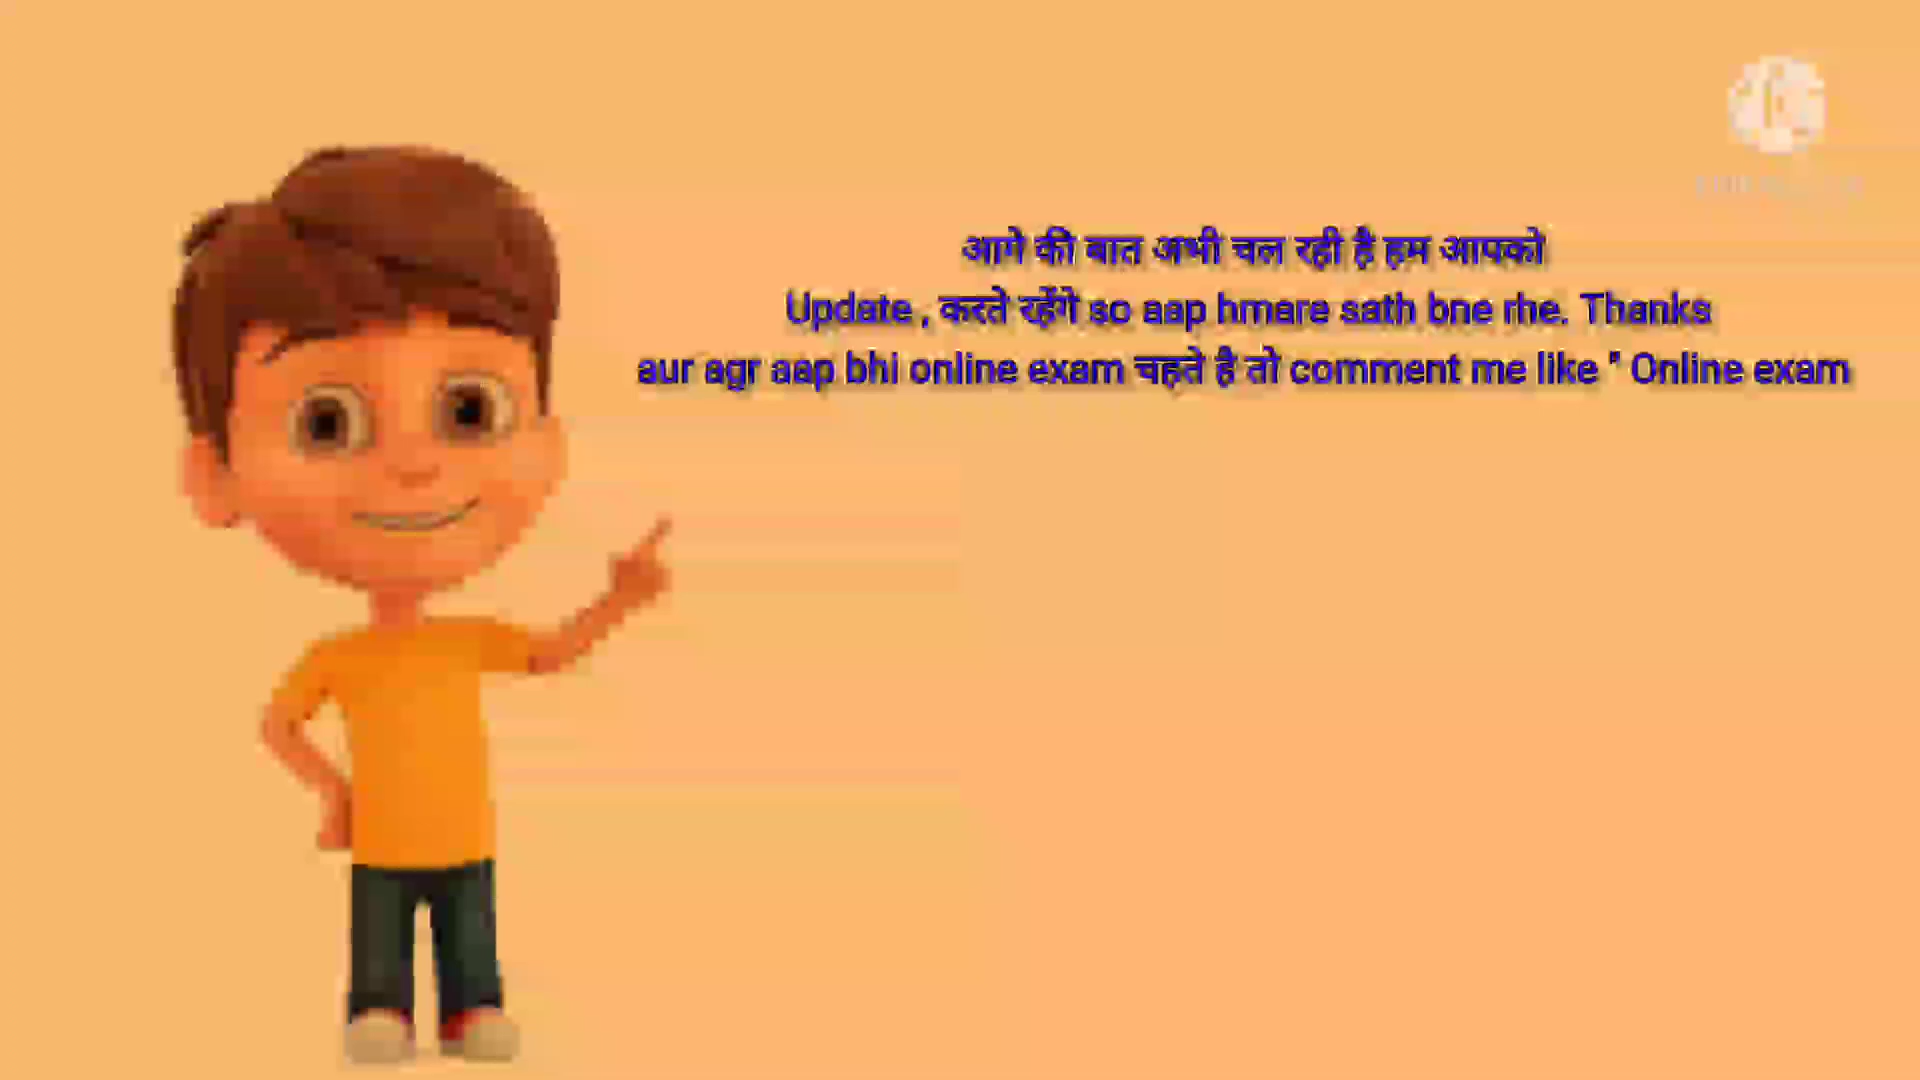 आगे की बात अभी चल रही है हम आपको
Update , करते रहेंगे so aap hmare sath bne rhe. Thanks
aur agr aap bhi online exam चहते है तो comment me like " Online exam